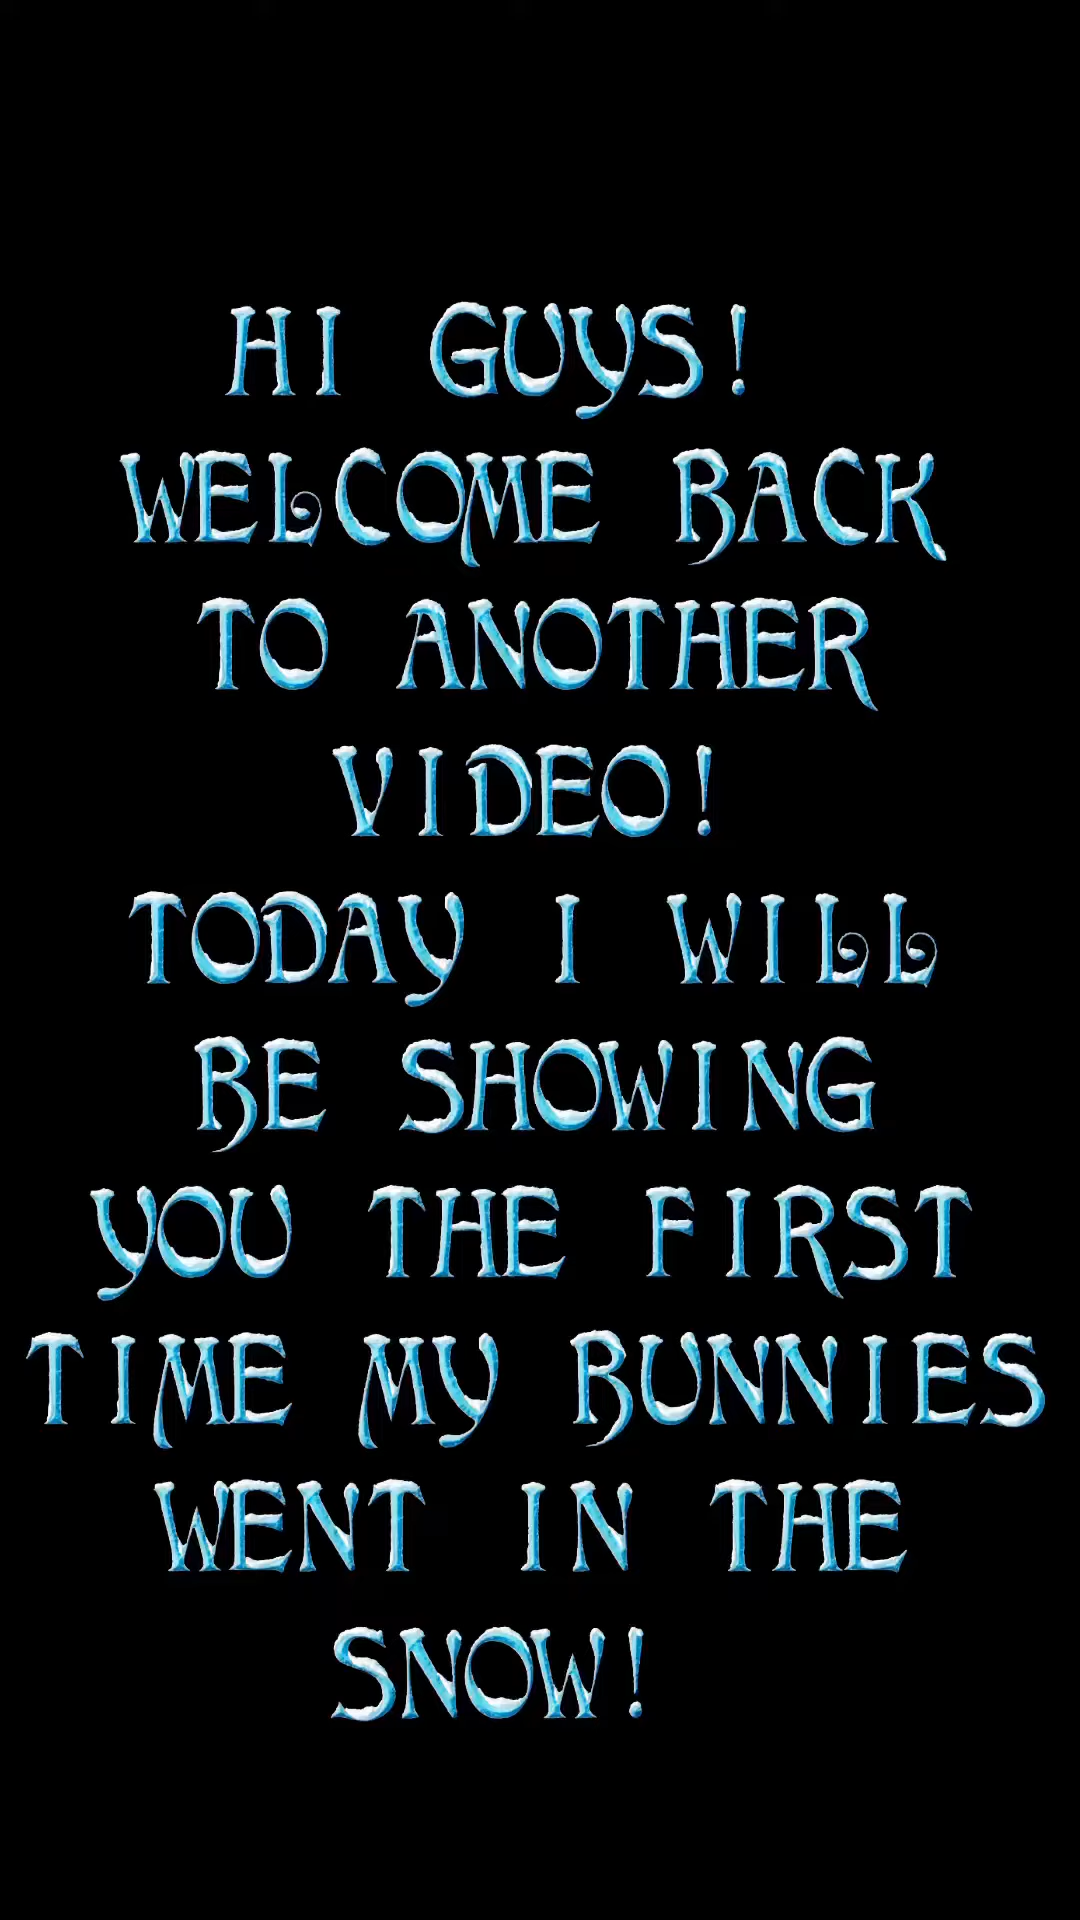 HI GUYS!
WELCOME BACK
TO ANOTHER
VIDEO!
TODAY I WILL
BE SHOWING
YOU THE FIRST
TIME MY BUNNIES
WENT IN THE
SNOW!